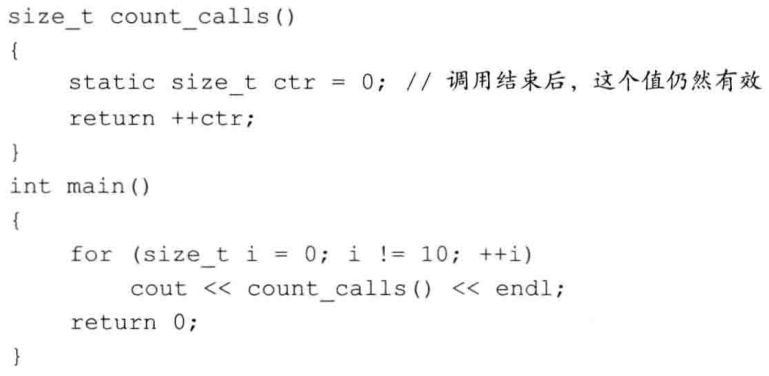 size_t count_calls()
{
    static size_t ctr = 0; // 调用结束后，这个值仍然有效
    return ++ctr;
}
int main()
{
    for (size_t i = 0; i != 10; ++i)
        cout << count_calls() << endl;
    return 0;
}